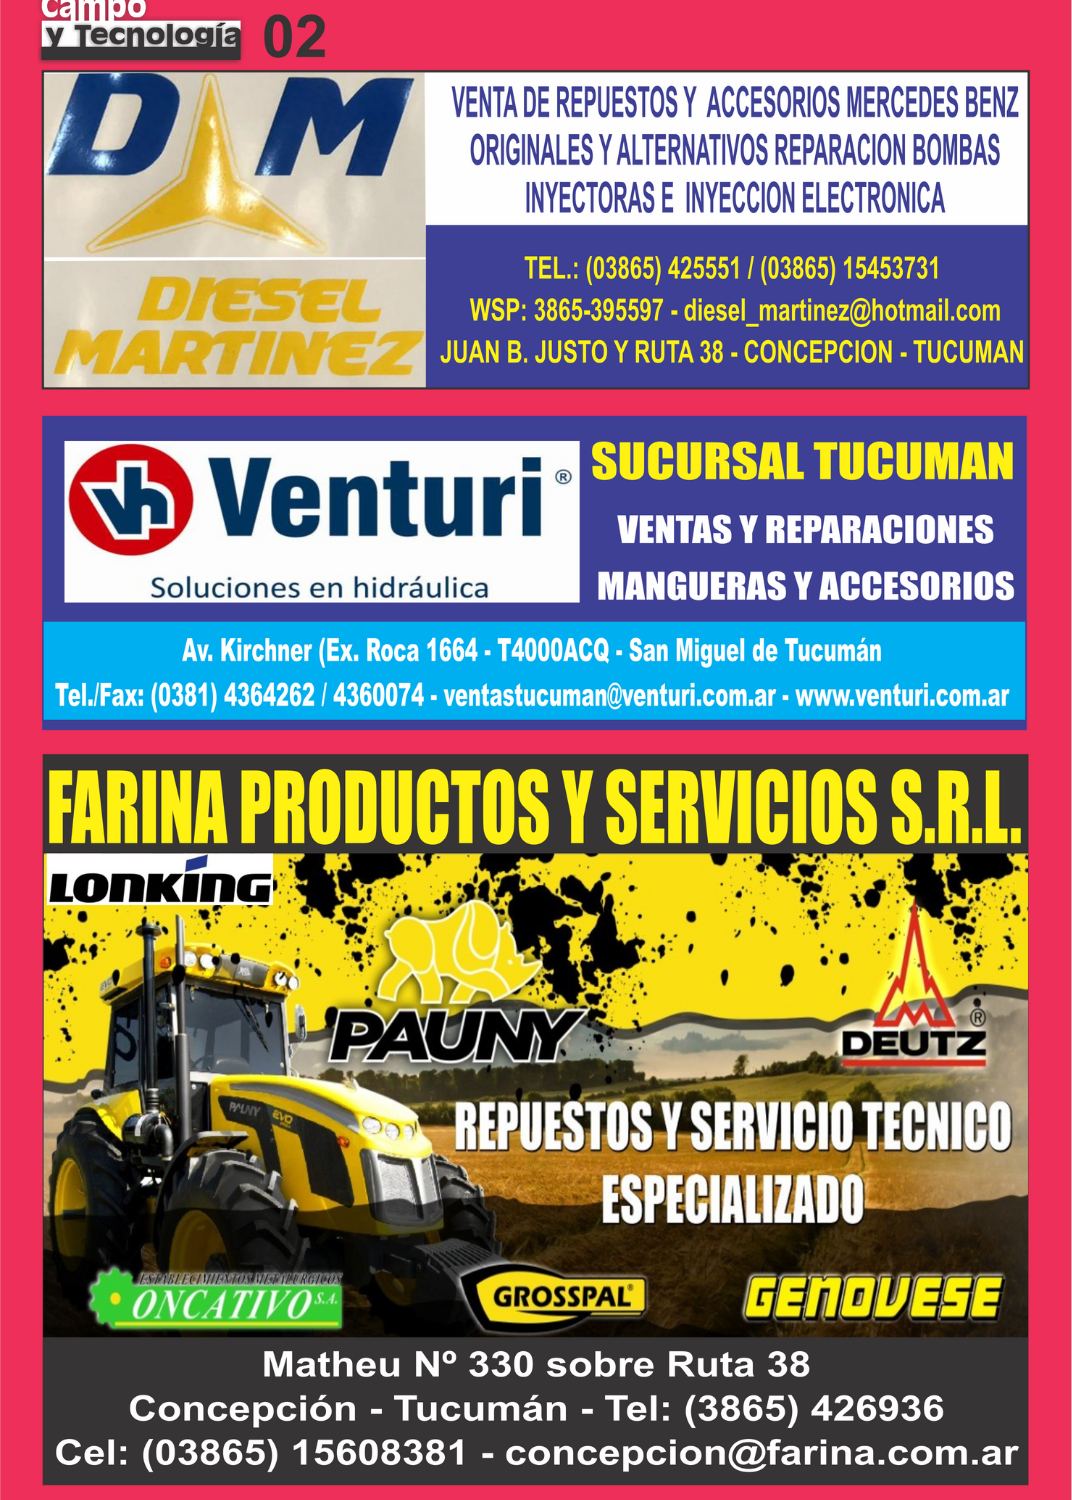 Campo
y Tecnología 02
DM
DIESEL
MARTINEZ
VENTA DE REPUESTOS Y ACCESORIOS MERCEDES BENZ
ORIGINALES Y ALTERNATIVOS REPARACION BOMBAS
INYECTORAS E INYECCION ELECTRONICA
TEL.: (03865) 425551 / (03865) 15453731
WSP: 3865-395597 - diesel_martinez@hotmail.com
JUAN B. JUSTO Y RUTA 38 - CONCEPCION - TUCUMAN
vh Venturi ®
Soluciones en hidráulica
SUCURSAL TUCUMAN
VENTAS Y REPARACIONES
MANGUERAS Y ACCESORIOS
Av. Kirchner (Ex. Roca 1664 - T4000ACQ - San Miguel de Tucumán
Tel./Fax: (0381) 4364262 / 4360074 - ventastucuman@venturi.com.ar - www.venturi.com.ar
FARINA PRODUCTOS Y SERVICIOS S.R.L.
LONKING
PAUNY
DEUTZ ®
PAUNY EVO
REPUESTOS Y SERVICIO TECNICO
ESPECIALIZADO
ESTABLECIMIENTOS METALURGICOS
ONCATIVO S.A.
GROSSPAL ®
GENOVESE
Matheu Nº 330 sobre Ruta 38
Concepción - Tucumán - Tel: (3865) 426936
Cel: (03865) 15608381 - concepcion@farina.com.ar